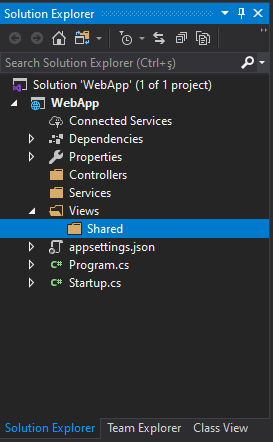 Solution Explorer
Search Solution Explorer (Ctrl+ş)
Solution 'WebApp' (1 of 1 project)
WebApp
Connected Services
Dependencies
Properties
Controllers
Services
Views
Shared
appsettings.json
C# Program.cs
C# Startup.cs
Solution Explorer Team Explorer Class View